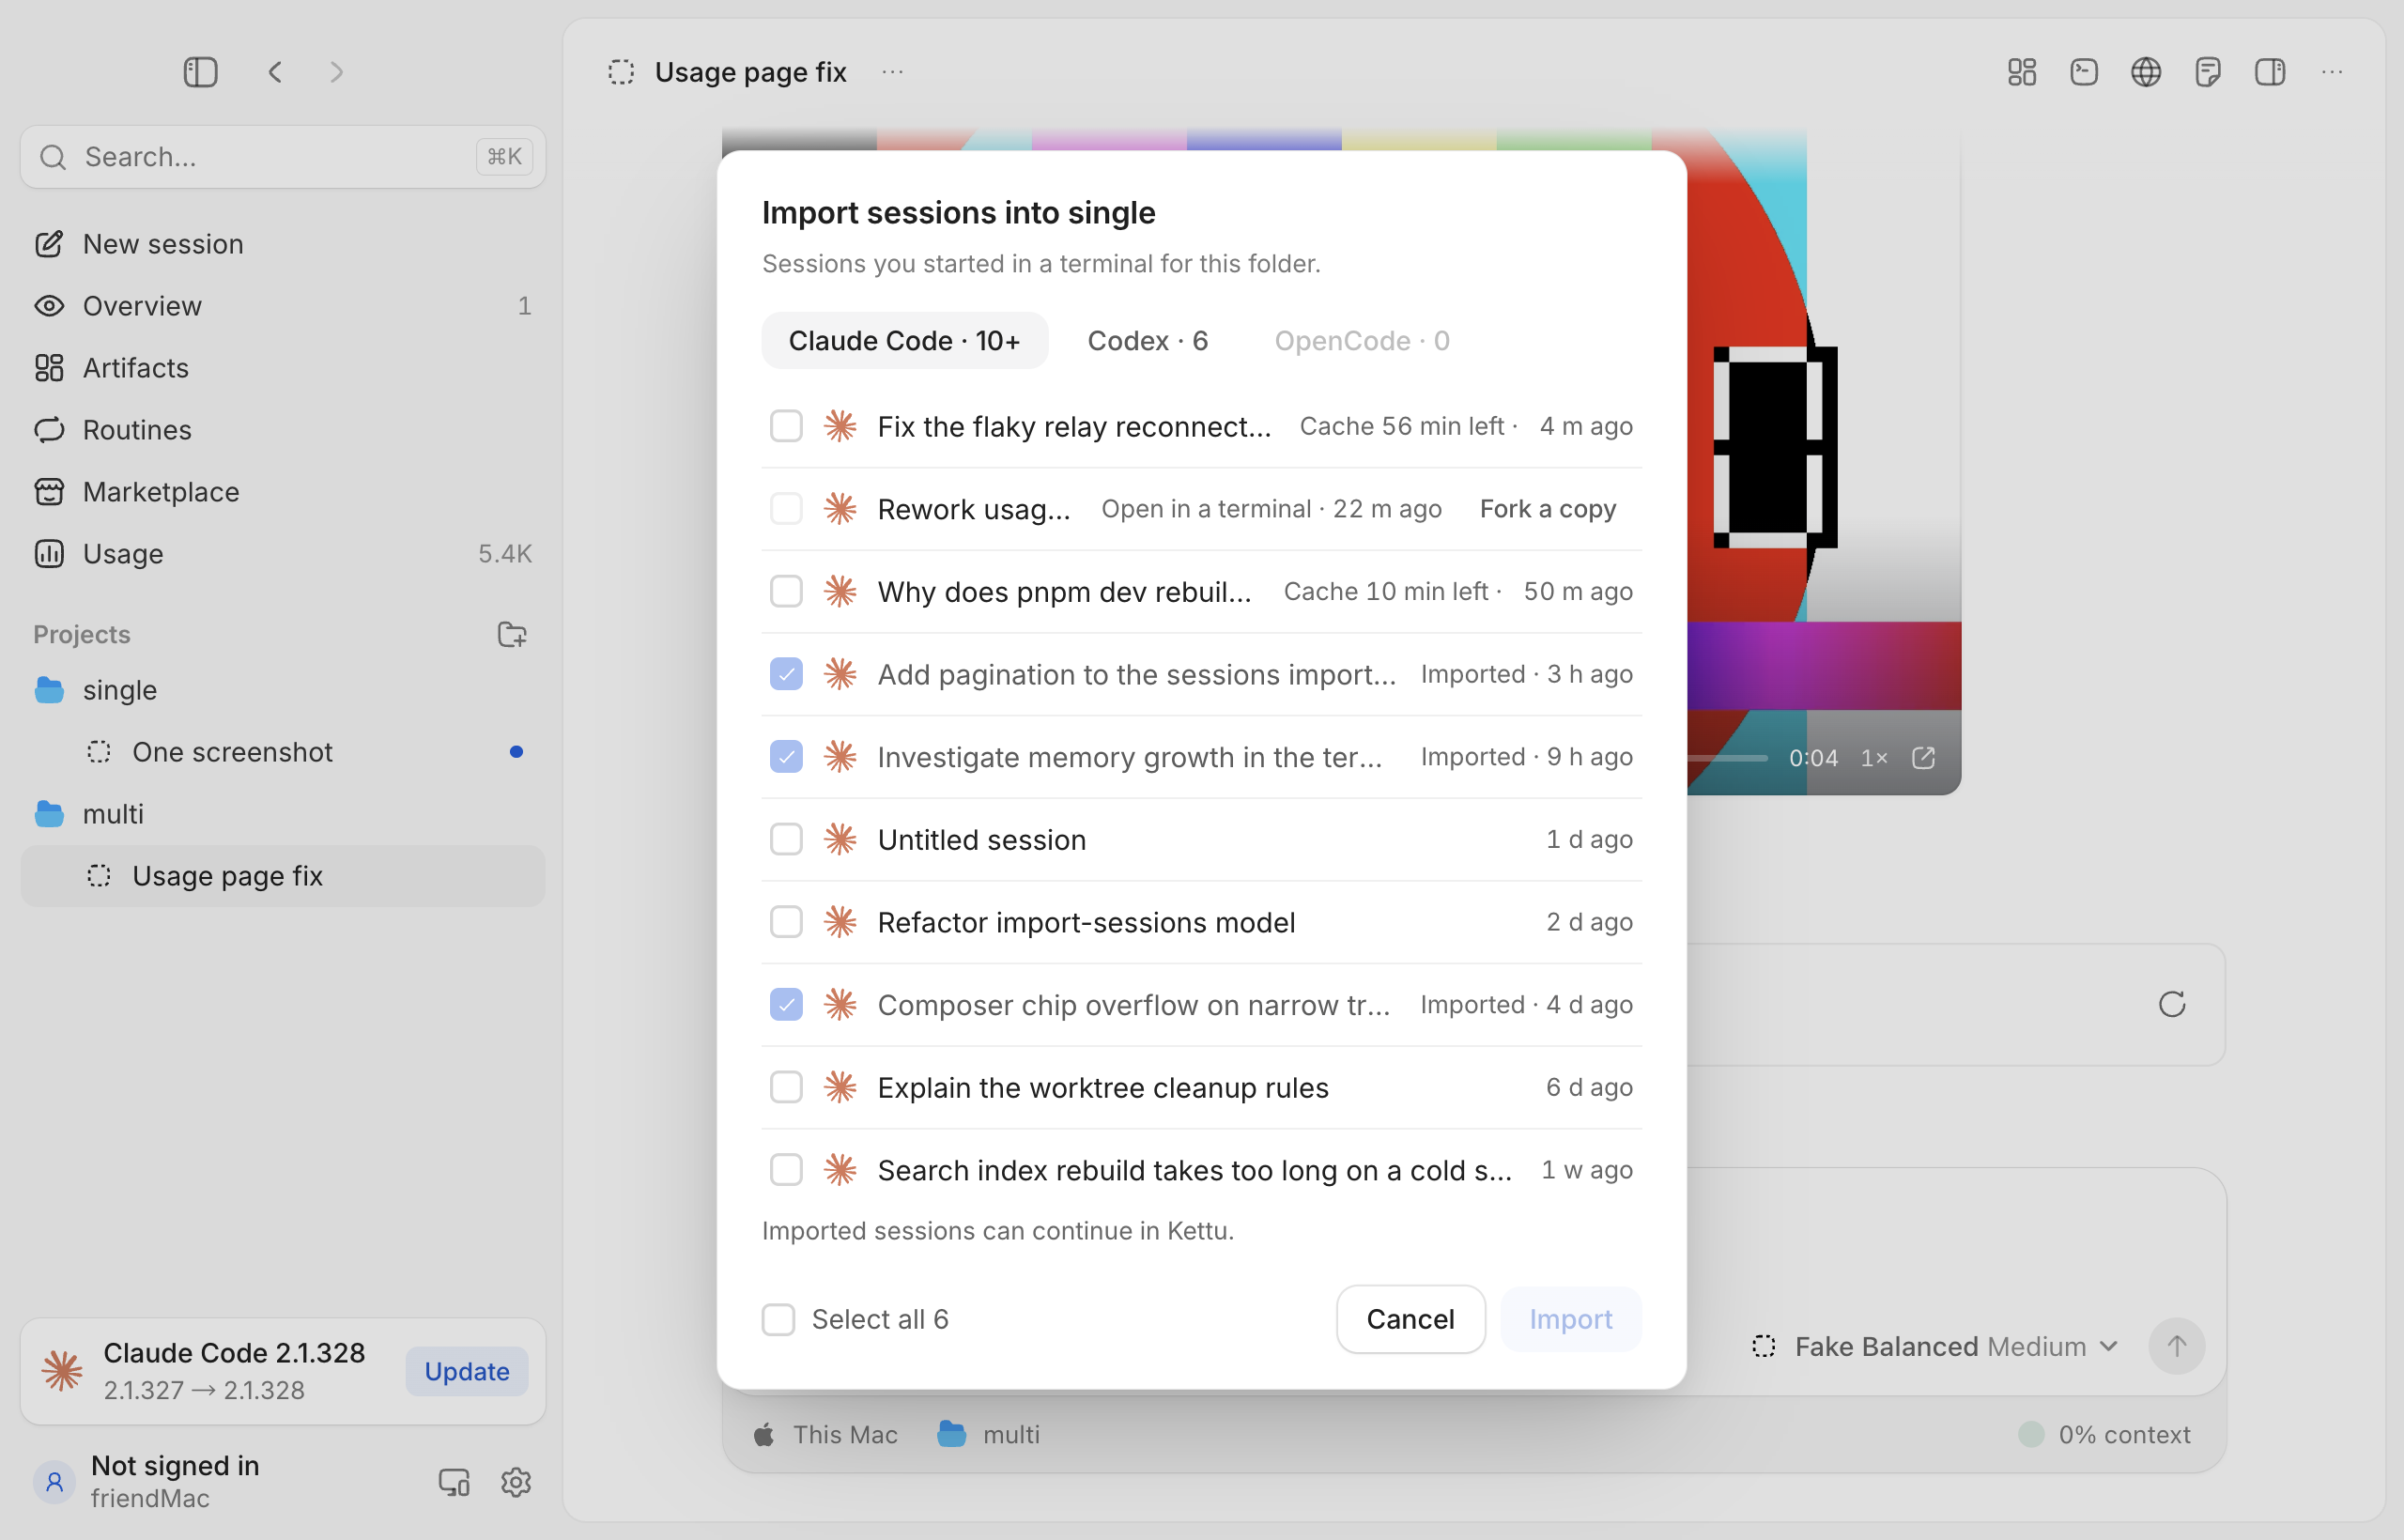 Usage page fix
Search...
⌘K
New session
Overview
1
Artifacts
Routines
Marketplace
Usage
5.4K
Projects
single
One screenshot
multi
Usage page fix
Claude Code 2.1.328
2.1.327 → 2.1.328
Update
Not signed in
friendMac
Import sessions into single
Sessions you started in a terminal for this folder.
Claude Code · 10+
Codex · 6
OpenCode · 0
Fix the flaky relay reconnect... Cache 56 min left · 4 m ago
Rework usag... Open in a terminal · 22 m ago Fork a copy
Why does pnpm dev rebuil... Cache 10 min left · 50 m ago
Add pagination to the sessions import... Imported · 3 h ago
Investigate memory growth in the ter... Imported · 9 h ago
Untitled session 1 d ago
Refactor import-sessions model 2 d ago
Composer chip overflow on narrow tr... Imported · 4 d ago
Explain the worktree cleanup rules 6 d ago
Search index rebuild takes too long on a cold s... 1 w ago
Imported sessions can continue in Kettu.
Select all 6
Cancel
Import
0:04 1×
Fake Balanced Medium
This Mac
multi
0% context